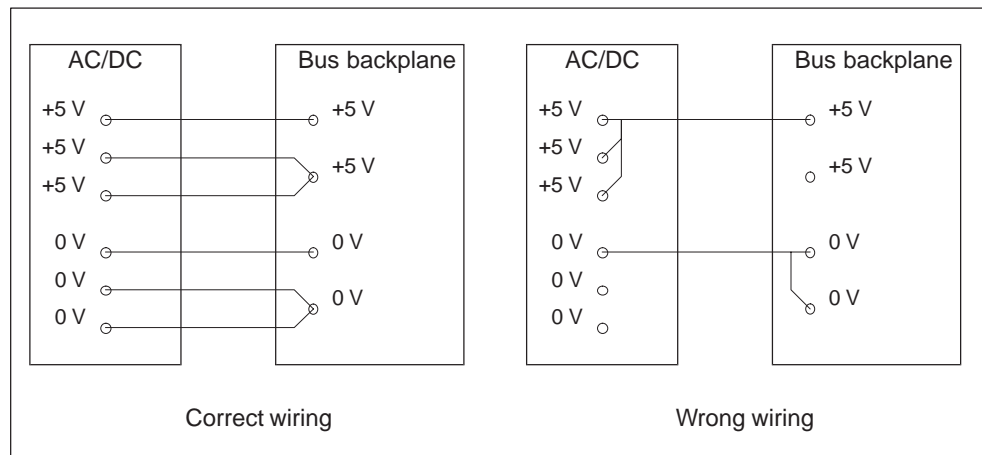 AC/DC
Bus backplane
+5 V
+5 V
+5 V
+5 V
+5 V
0 V
0 V
0 V
0 V
0 V
Correct wiring
AC/DC
Bus backplane
+5 V
+5 V
+5 V
+5 V
+5 V
0 V
0 V
0 V
0 V
0 V
Wrong wiring